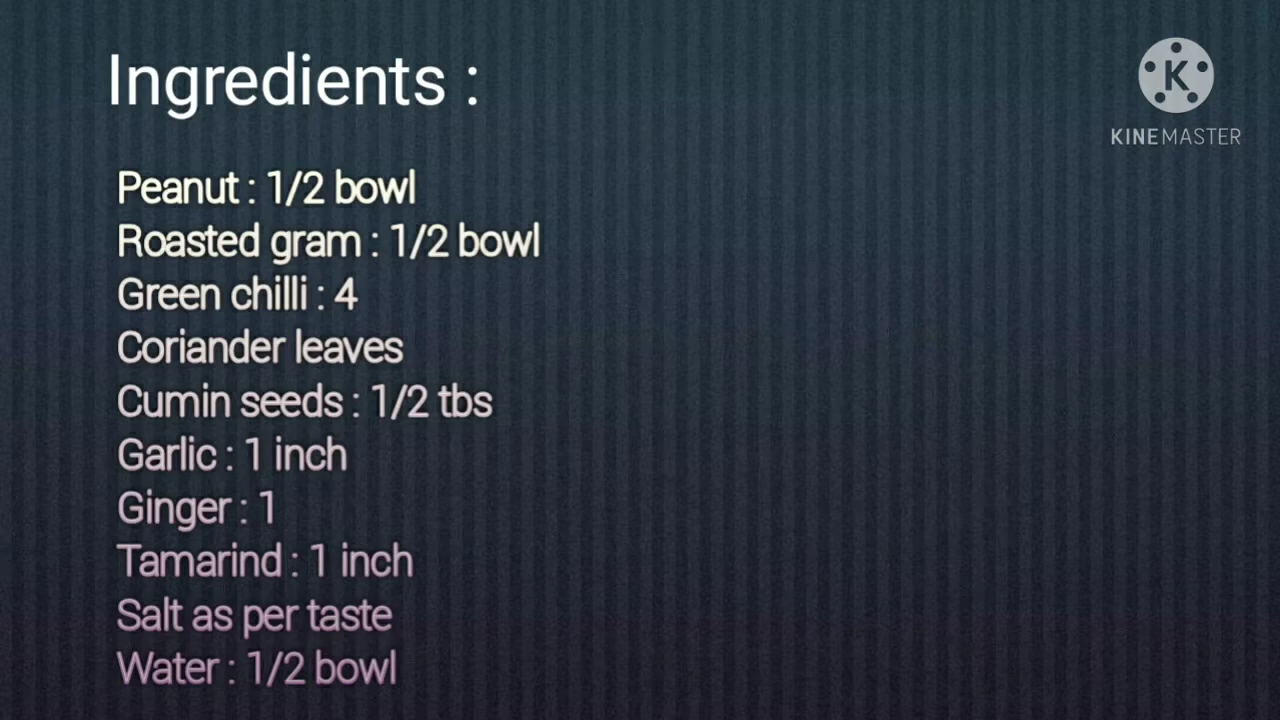 Ingredients :
K
KINEMASTER
Peanut : 1/2 bowl
Roasted gram : 1/2 bowl
Green chilli : 4
Coriander leaves
Cumin seeds : 1/2 tbs
Garlic : 1 inch
Ginger : 1
Tamarind : 1 inch
Salt as per taste
Water : 1/2 bowl